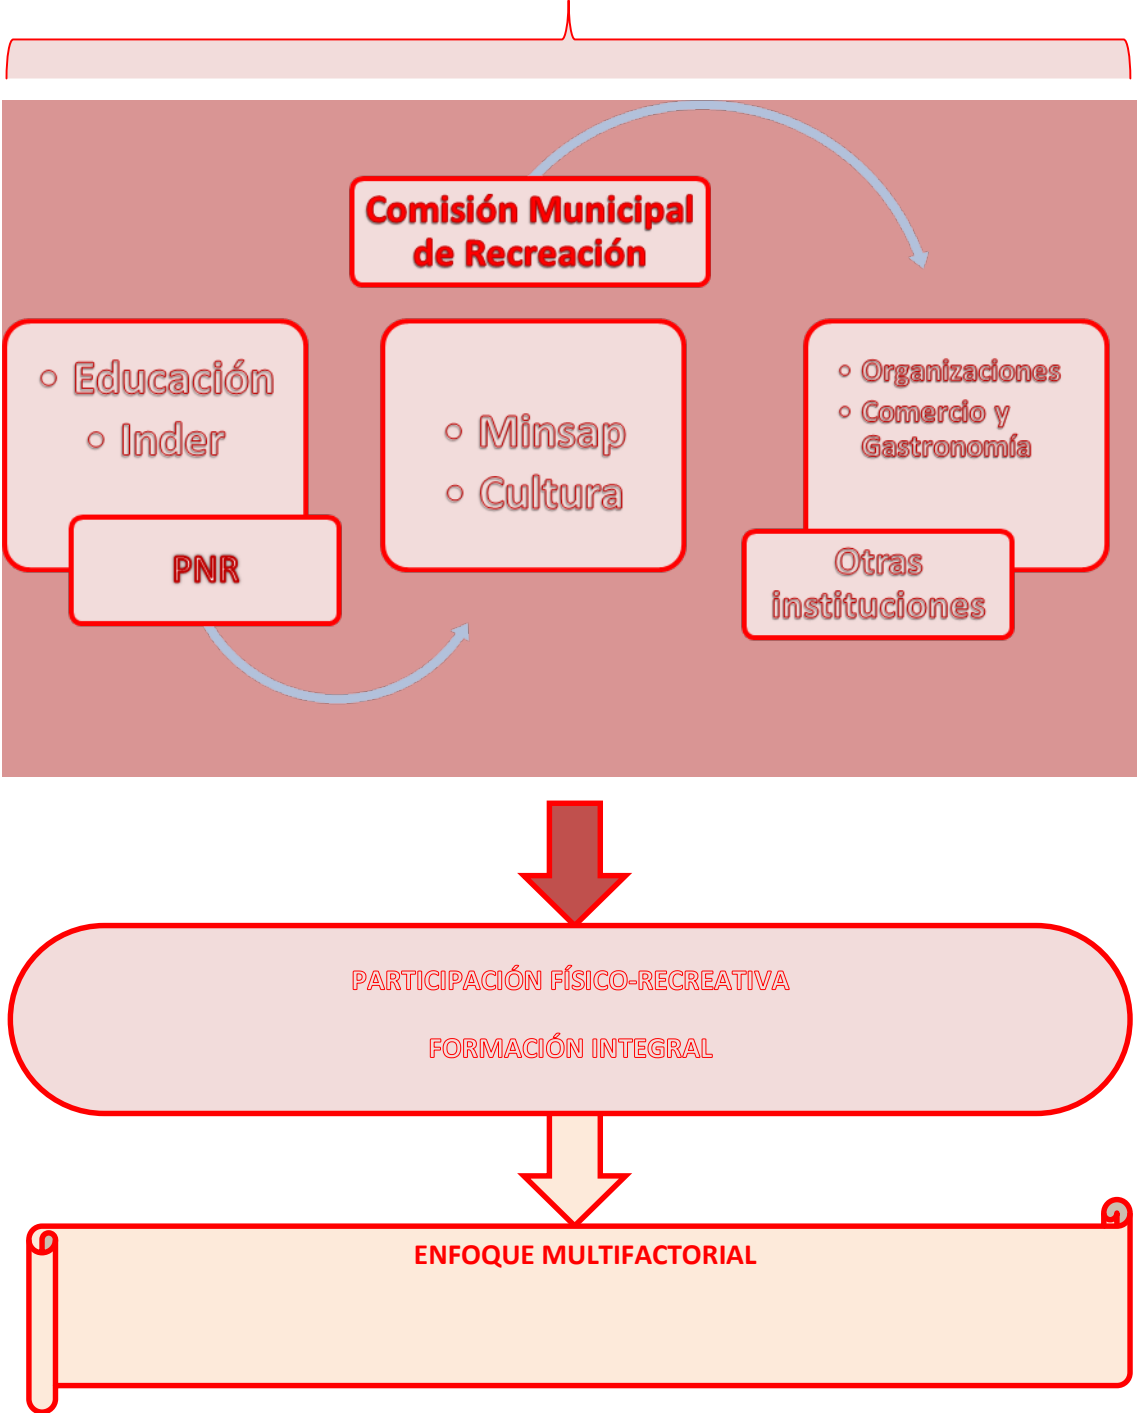 Comisión Municipal
de Recreación
○ Educación
○ Inder
PNR
○ Minsap
○ Cultura
○ Organizaciones
○ Comercio y
Gastronomía
Otras
instituciones
PARTICIPACIÓN FÍSICO-RECREATIVA
FORMACIÓN INTEGRAL
ENFOQUE MULTIFACTORIAL